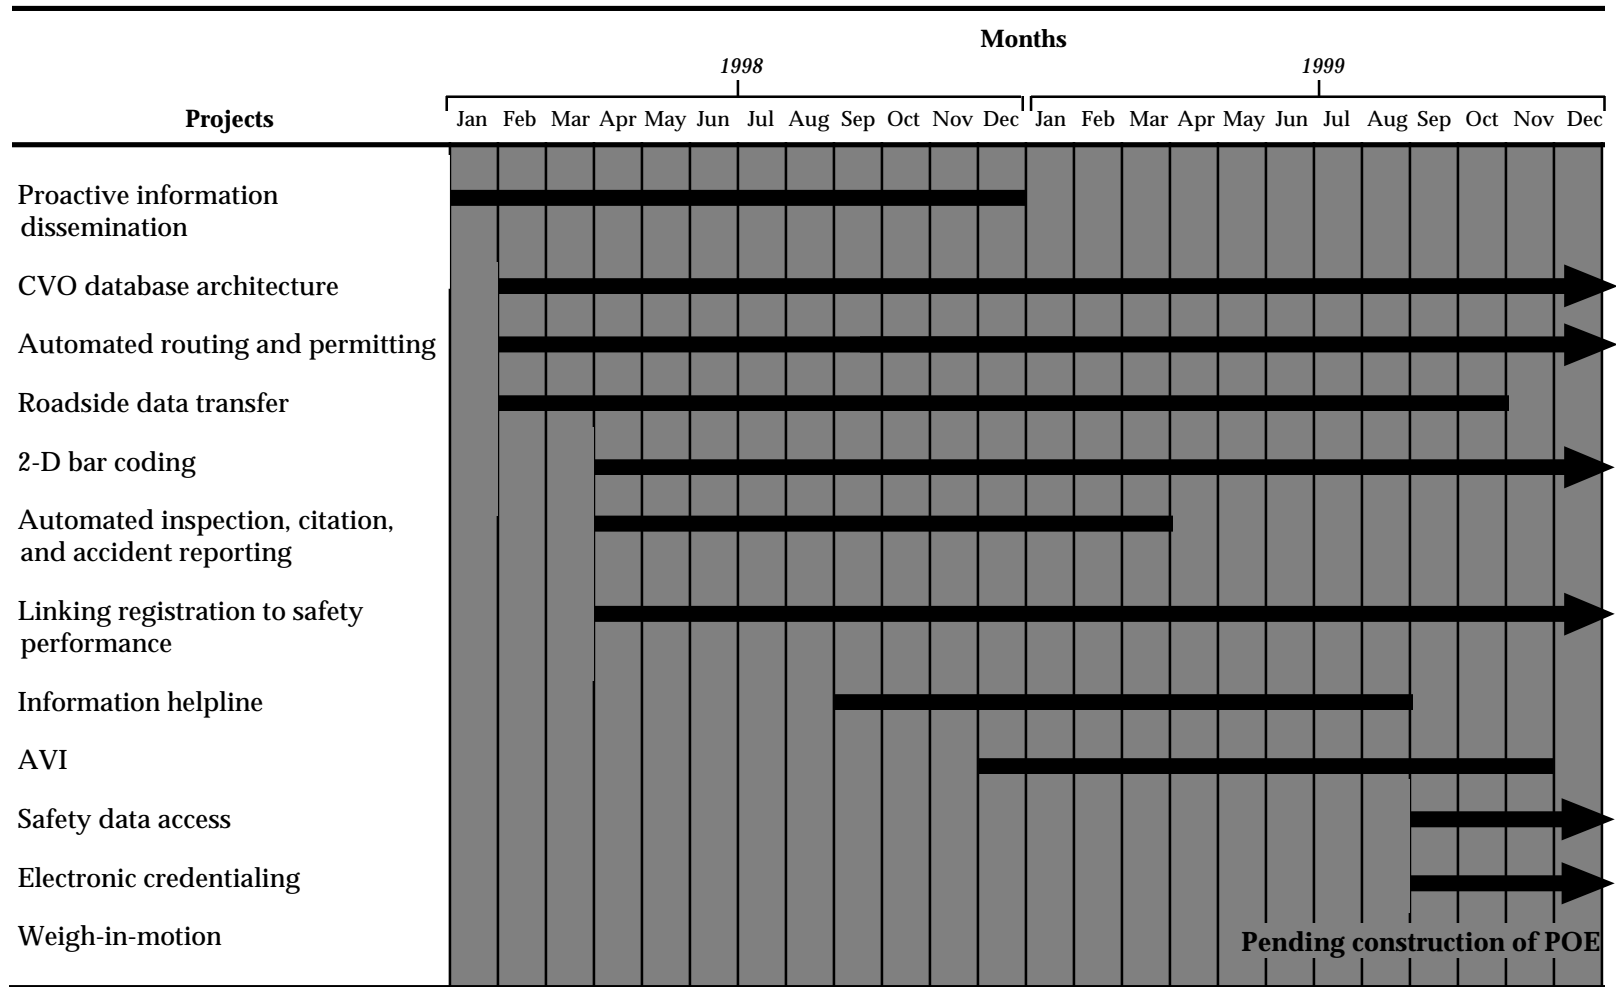 Months
1998 1999
Projects Jan Feb Mar Apr May Jun Jul Aug Sep Oct Nov Dec Jan Feb Mar Apr May Jun Jul Aug Sep Oct Nov Dec
Proactive information
dissemination
CVO database architecture
Automated routing and permitting
Roadside data transfer
2-D bar coding
Automated inspection, citation,
and accident reporting
Linking registration to safety
performance
Information helpline
AVI
Safety data access
Electronic credentialing
Weigh-in-motion Pending construction of POE